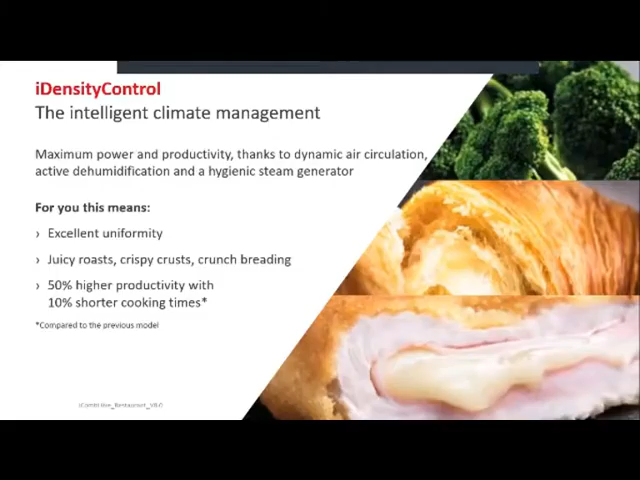 iDensityControl
The intelligent climate management
Maximum power and productivity, thanks to dynamic air circulation,
active dehumidification and a hygienic steam generator
For you this means:
› Excellent uniformity
› Juicy roasts, crispy crusts, crunch breading
› 50% higher productivity with
10% shorter cooking times*
*Compared to the previous model